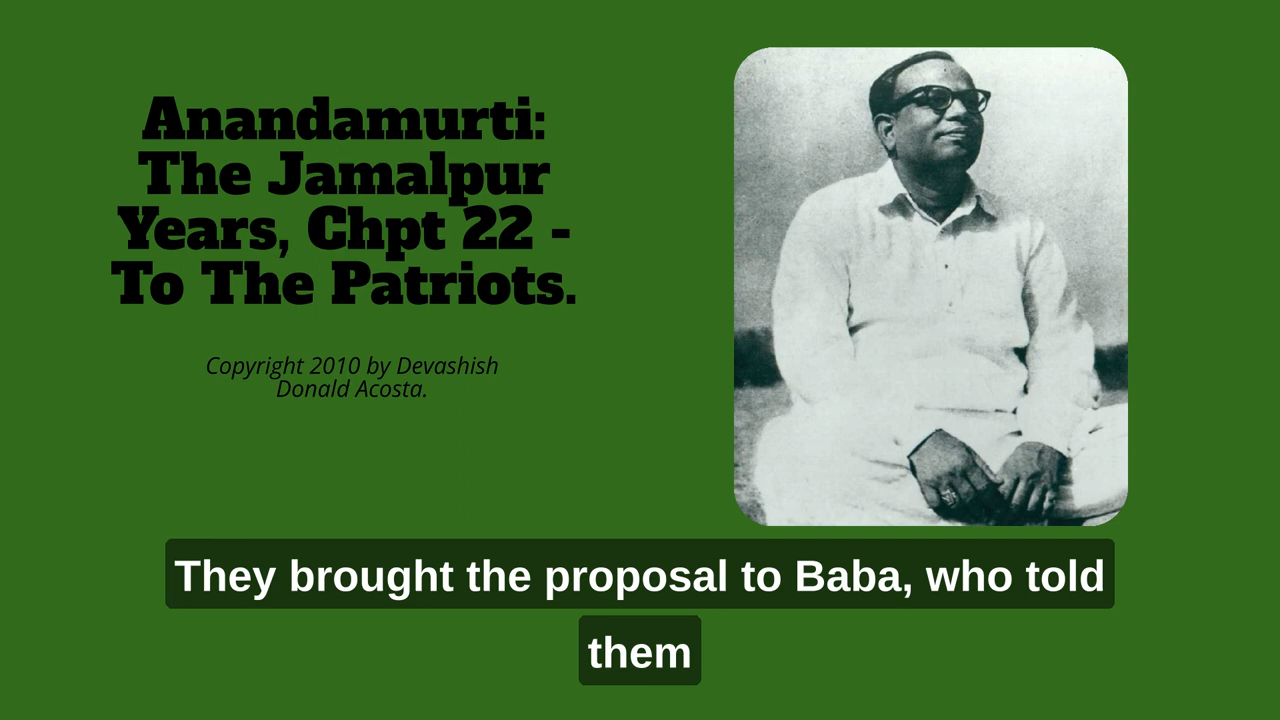 Anandamurti:
The Jamalpur
Years, Chpt 22 -
To The Patriots.
Copyright 2010 by Devashish
Donald Acosta.
They brought the proposal to Baba, who told
them